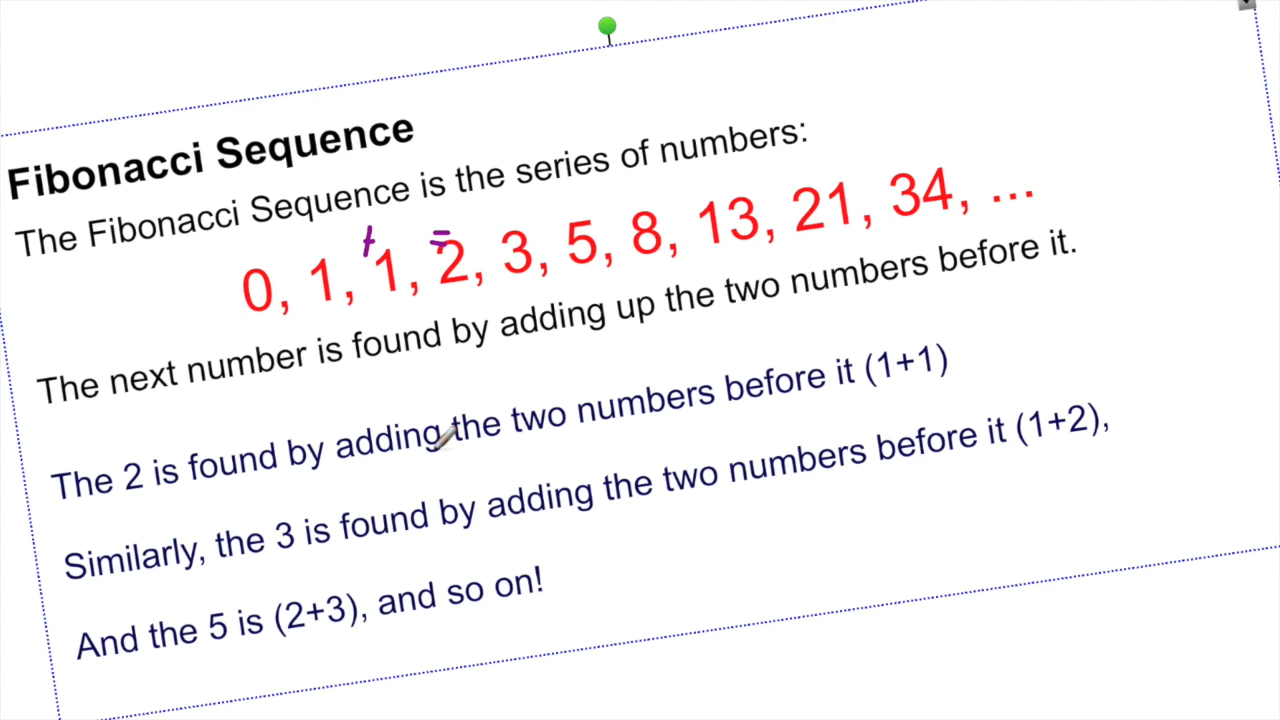 Fibonacci Sequence
The Fibonacci Sequence is the series of numbers:
+ =
0, 1, 1, 2, 3, 5, 8, 13, 21, 34, ...
The next number is found by adding up the two numbers before it.
The 2 is found by adding the two numbers before it (1+1)
Similarly, the 3 is found by adding the two numbers before it (1+2),
And the 5 is (2+3), and so on!